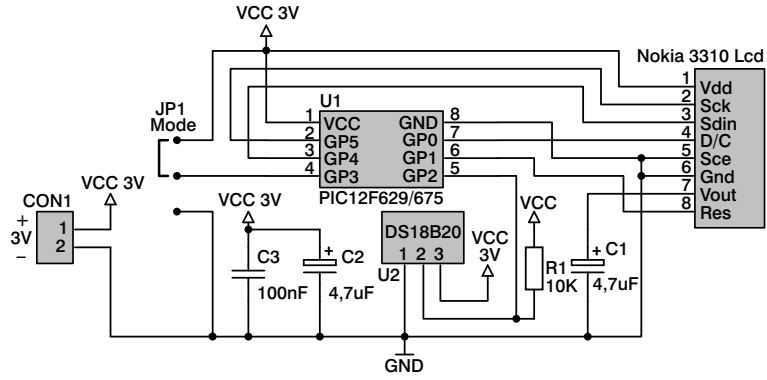 VCC 3V
Nokia 3310 Lcd
JP1
Mode
U1
1 VCC GND 8
2 GP5 GP0 7
3 GP4 GP1 6
4 GP3 GP2 5
PIC12F629/675
1 Vdd
2 Sck
3 Sdin
4 D/C
5 Sce
6 Gnd
7 Vout
8 Res
CON1
VCC 3V
+
3V
–
1
2
VCC 3V
C3
100nF
+
C2
4,7uF
DS18B20
1 2 3
U2
VCC
3V
VCC
R1
10K
+
C1
4,7uF
GND